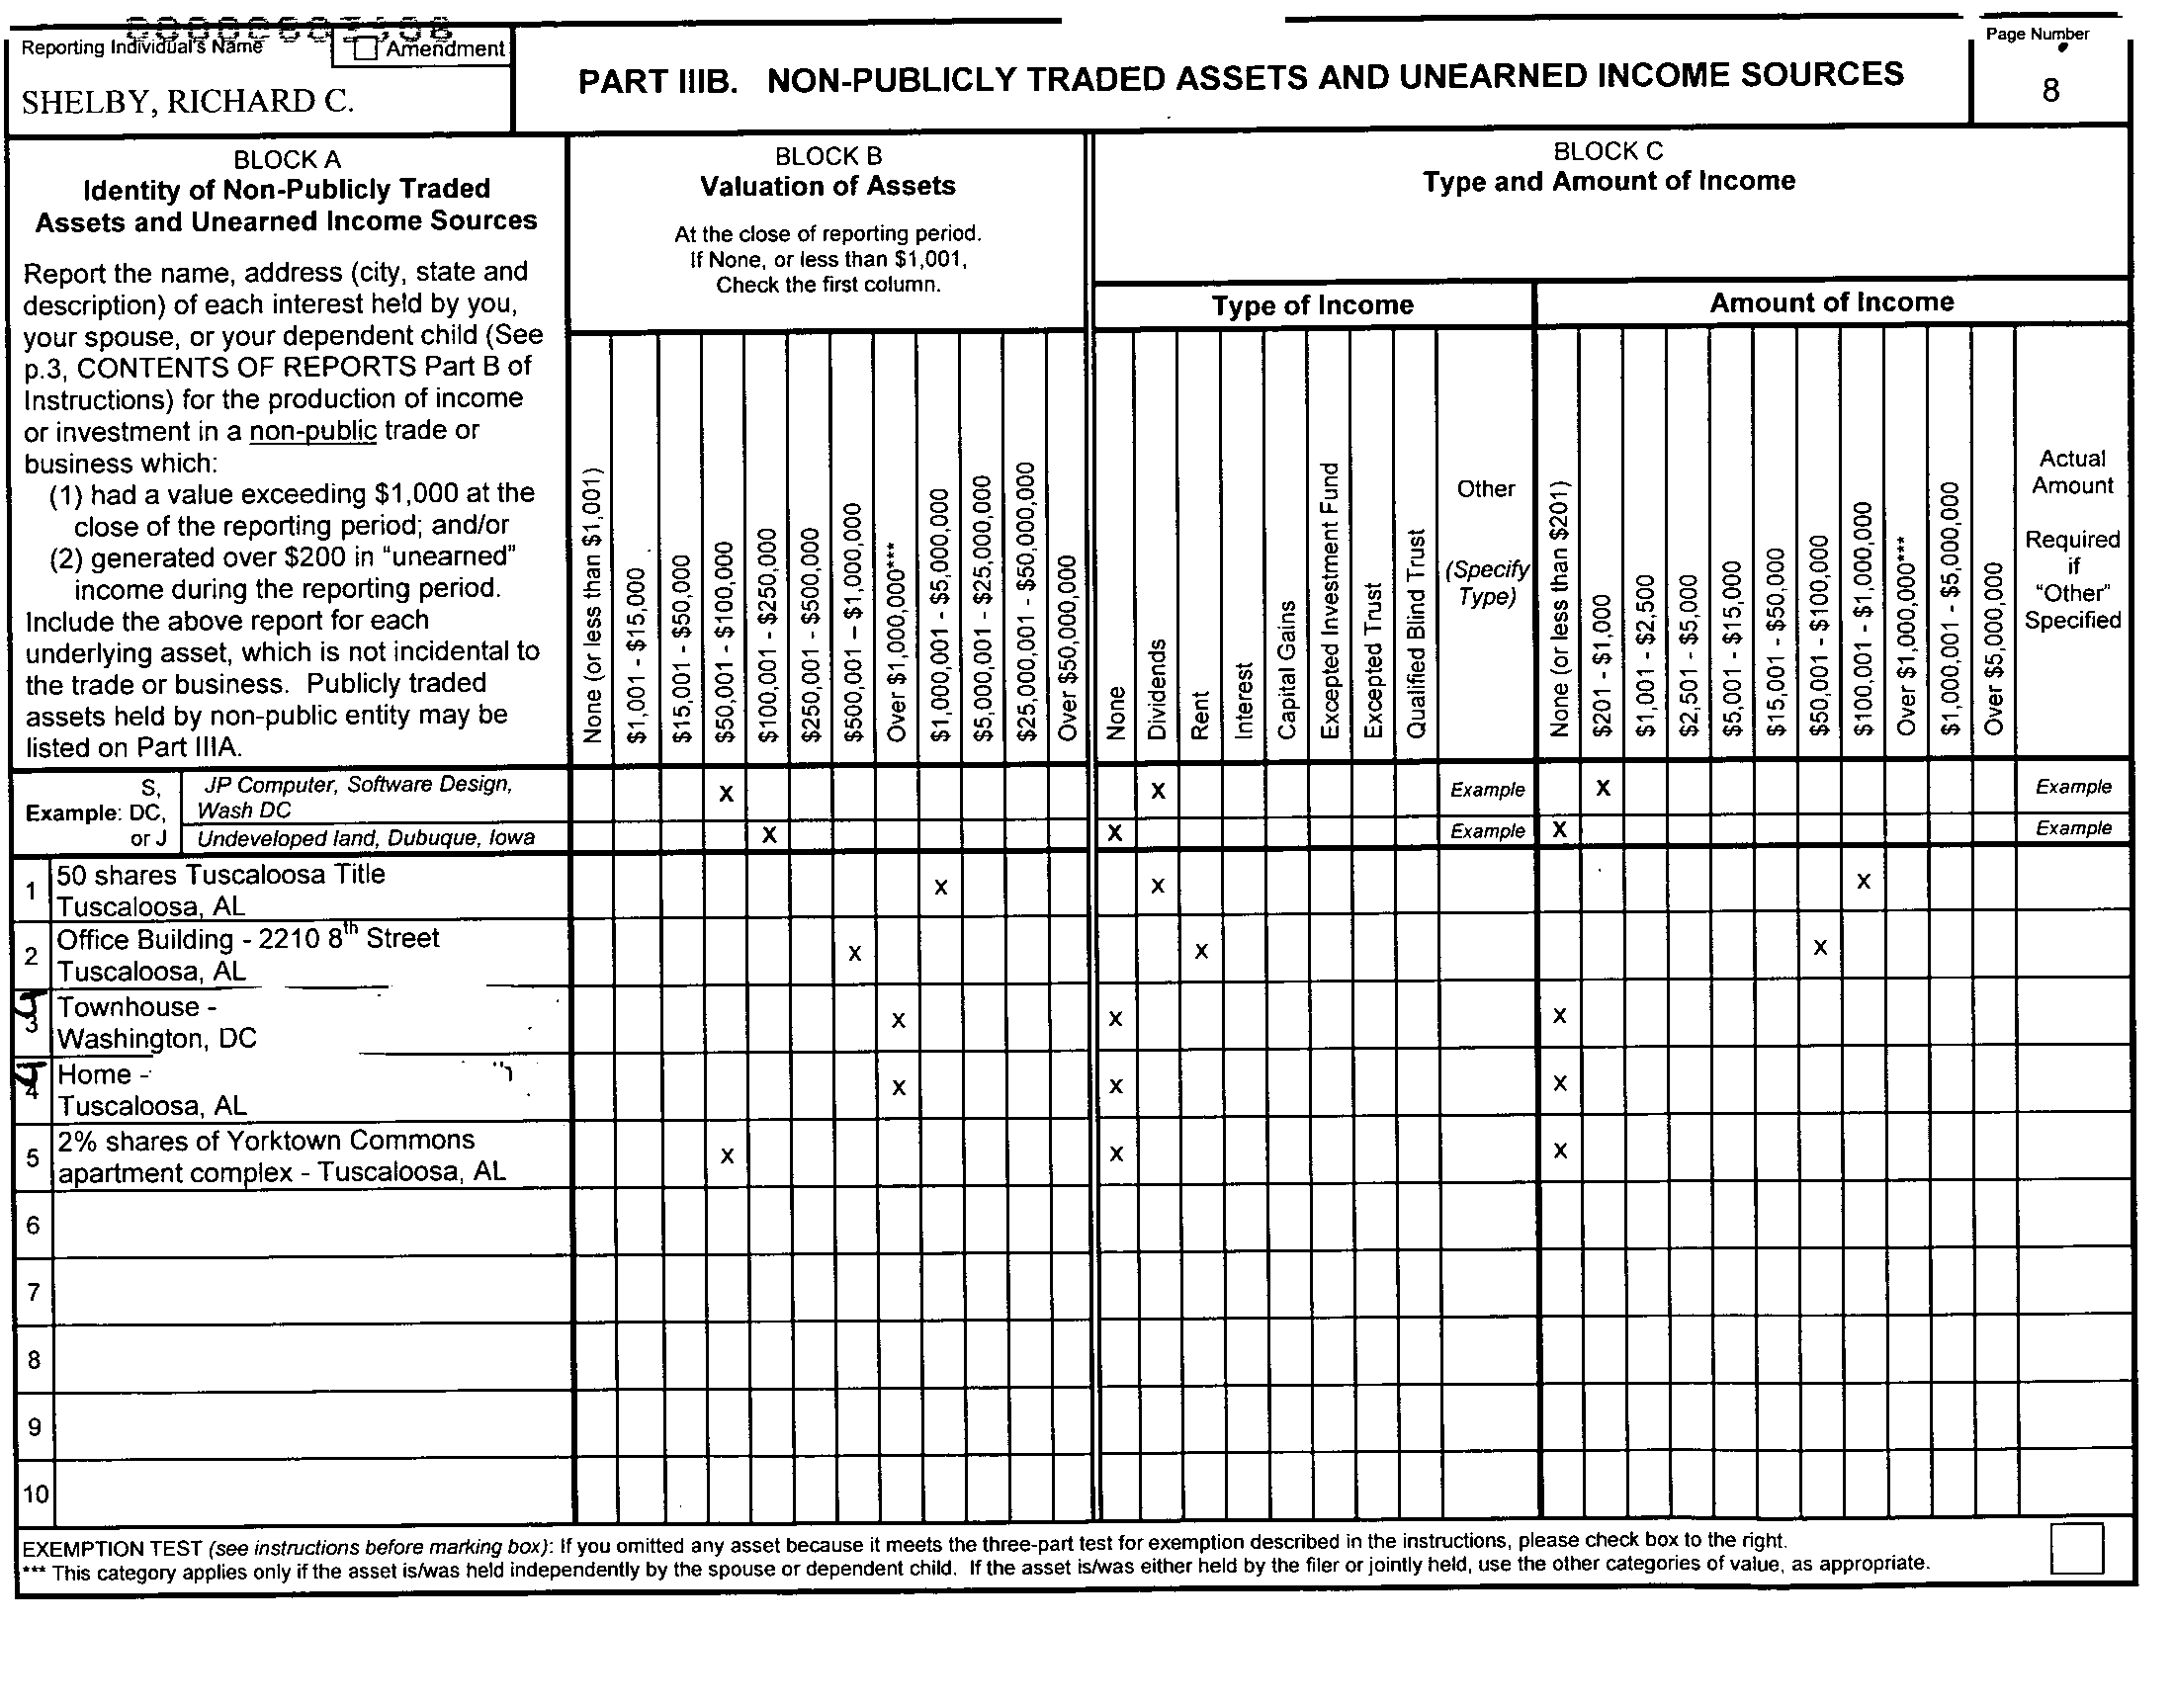 Reporting Individual's Name
Amendment
SHELBY, RICHARD C.
PART IIIB. NON-PUBLICLY TRADED ASSETS AND UNEARNED INCOME SOURCES
Page Number
8
BLOCK A
Identity of Non-Publicly Traded
Assets and Unearned Income Sources
Report the name, address (city, state and
description) of each interest held by you,
your spouse, or your dependent child (See
p.3, CONTENTS OF REPORTS Part B of
Instructions) for the production of income
or investment in a non-public trade or
business which:
(1) had a value exceeding $1,000 at the
close of the reporting period; and/or
(2) generated over $200 in "unearned"
income during the reporting period.
Include the above report for each
underlying asset, which is not incidental to
the trade or business. Publicly traded
assets held by non-public entity may be
listed on Part IIIA.
BLOCK B
Valuation of Assets
At the close of reporting period.
If None, or less than $1,001,
Check the first column.
None (or less than $1,001)
$1,001 - $15,000
$15,001 - $50,000
$50,001 - $100,000
$100,001 - $250,000
$250,001 - $500,000
$500,001 – $1,000,000
Over $1,000,000***
$1,000,001 - $5,000,000
$5,000,001 - $25,000,000
$25,000,001 - $50,000,000
Over $50,000,000
BLOCK C
Type and Amount of Income
Type of Income
None
Dividends
Rent
Interest
Capital Gains
Excepted Investment Fund
Excepted Trust
Qualified Blind Trust
Other
(Specify
Type)
Amount of Income
None (or less than $201)
$201 - $1,000
$1,001 - $2,500
$2,501 - $5,000
$5,001 - $15,000
$15,001 - $50,000
$50,001 - $100,000
$100,001 - $1,000,000
Over $1,000,000***
$1,000,001 - $5,000,000
Over $5,000,000
Actual
Amount
Required
if
"Other"
Specified
S,
Example: DC,
or J
JP Computer, Software Design,
Wash DC
X X Example X Example
Undeveloped land, Dubuque, Iowa X X Example X Example
1 50 shares Tuscaloosa Title
Tuscaloosa, AL
X X X
2 Office Building - 2210 8th Street
Tuscaloosa, AL
X X X
J
3 Townhouse -
Washington, DC
X X X
J
4 Home -
Tuscaloosa, AL
X X X
5 2% shares of Yorktown Commons
apartment complex - Tuscaloosa, AL
X X X
6
7
8
9
10
EXEMPTION TEST (see instructions before marking box): If you omitted any asset because it meets the three-part test for exemption described in the instructions, please check box to the right.
*** This category applies only if the asset is/was held independently by the spouse or dependent child. If the asset is/was either held by the filer or jointly held, use the other categories of value, as appropriate.